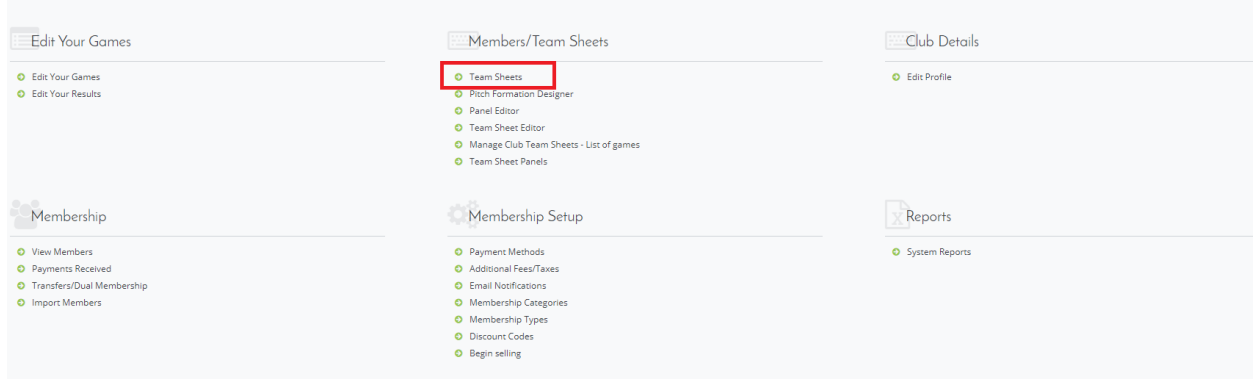 Edit Your Games
Edit Your Games
Edit Your Results
Members/Team Sheets
Team Sheets
Pitch Formation Designer
Panel Editor
Team Sheet Editor
Manage Club Team Sheets - List of games
Team Sheet Panels
Club Details
Edit Profile
Membership
View Members
Payments Received
Transfers/Dual Membership
Import Members
Membership Setup
Payment Methods
Additional Fees/Taxes
Email Notifications
Membership Categories
Membership Types
Discount Codes
Begin selling
Reports
System Reports